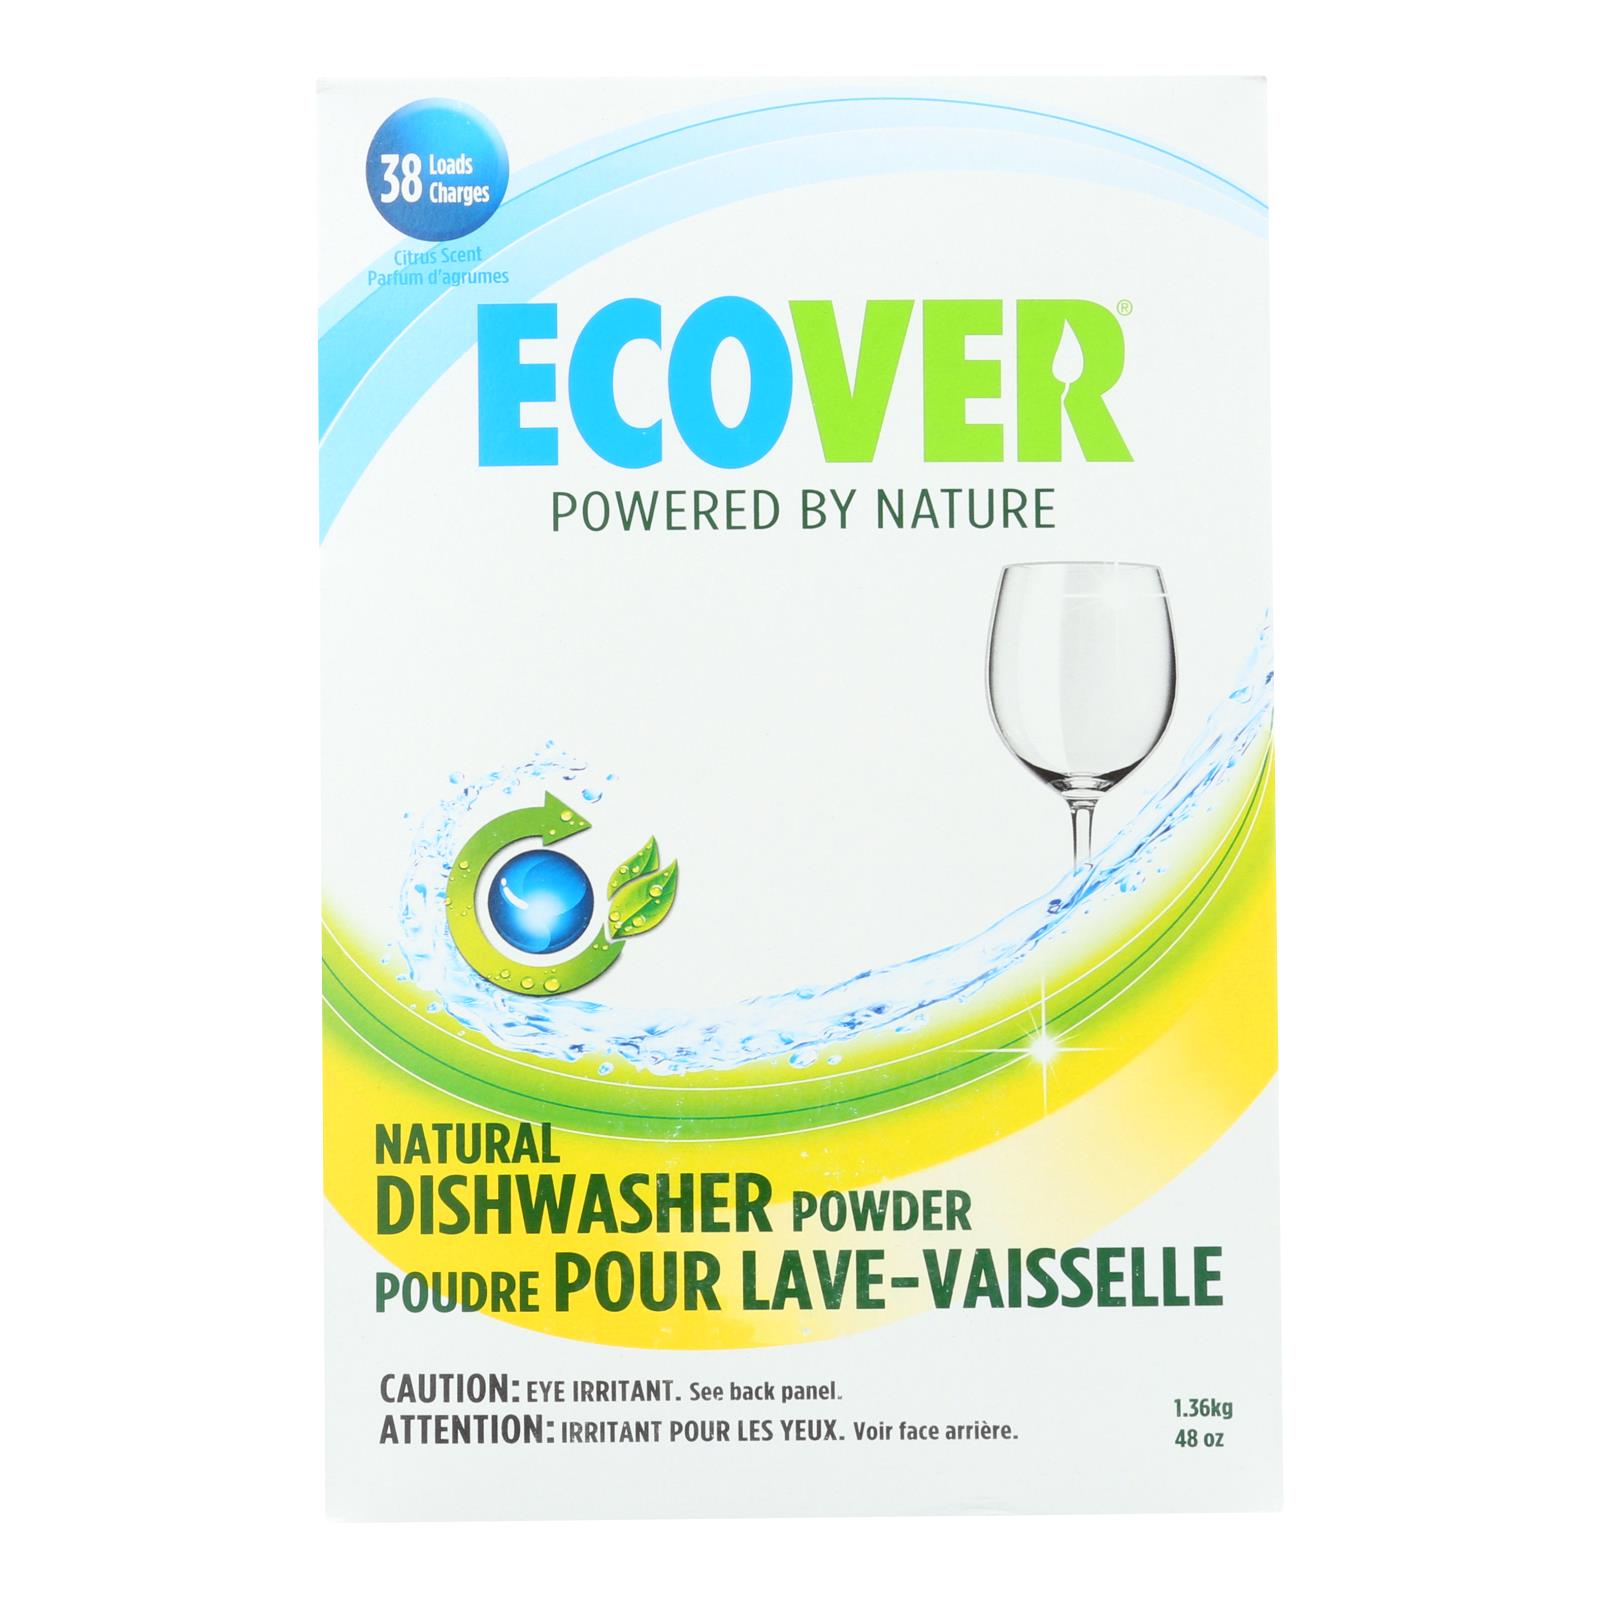 38 Loads
Charges
Citrus Scent
Parfum d'agrumes
ECOVER®
POWERED BY NATURE
NATURAL
DISHWASHER POWDER
POUDRE POUR LAVE-VAISSELLE
CAUTION: EYE IRRITANT. See back panel.
ATTENTION: IRRITANT POUR LES YEUX. Voir face arrière.
1.36kg
48 oz